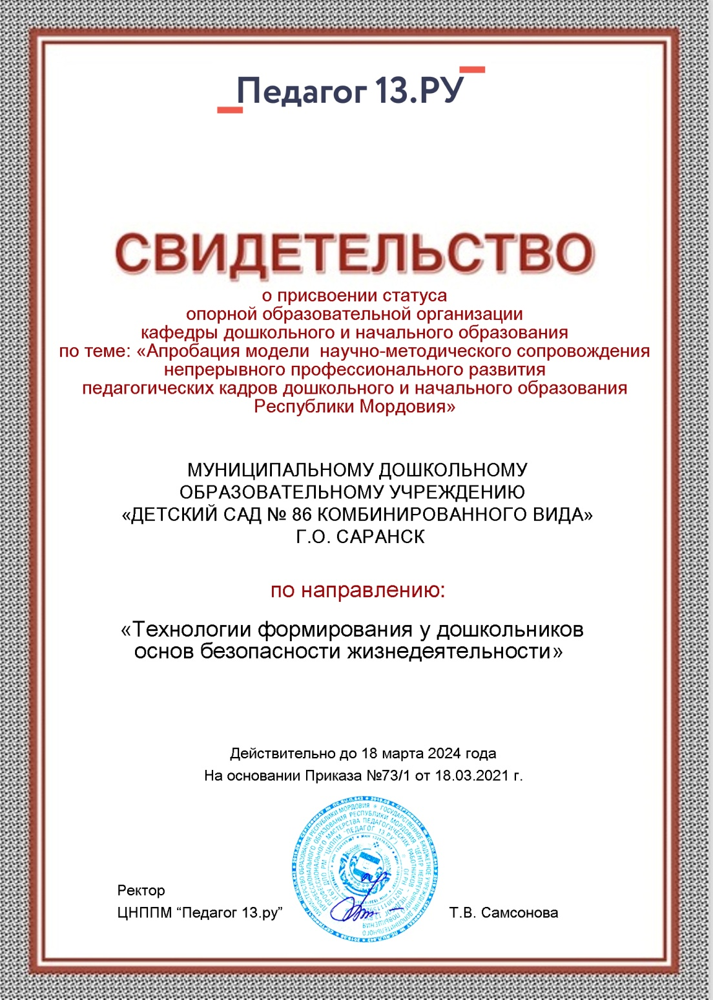 Педагог 13.РУ
СВИДЕТЕЛЬСТВО
о присвоении статуса
опорной образовательной организации
кафедры дошкольного и начального образования
по теме: «Апробация модели научно-методического сопровождения
непрерывного профессионального развития
педагогических кадров дошкольного и начального образования
Республики Мордовия»
МУНИЦИПАЛЬНОМУ ДОШКОЛЬНОМУ
ОБРАЗОВАТЕЛЬНОМУ УЧРЕЖДЕНИЮ
«ДЕТСКИЙ САД № 86 КОМБИНИРОВАННОГО ВИДА»
Г.О. САРАНСК
по направлению:
«Технологии формирования у дошкольников
основ безопасности жизнедеятельности»
Действительно до 18 марта 2024 года
На основании Приказа №73/1 от 18.03.2021 г.
Ректор
ЦНППМ “Педагог 13.ру”
Т.В. Самсонова